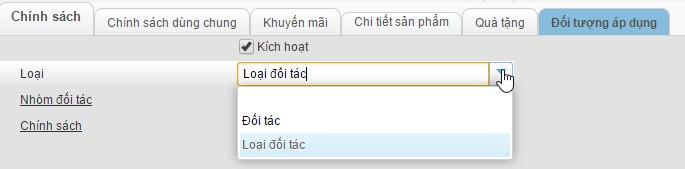 Chính sách Chính sách dùng chung Khuyến mãi Chi tiết sản phẩm Quà tặng Đối tượng áp dụng
Kích hoạt
Loại Loại đối tác
Nhóm đối tác
Đối tác
Chính sách
Loại đối tác